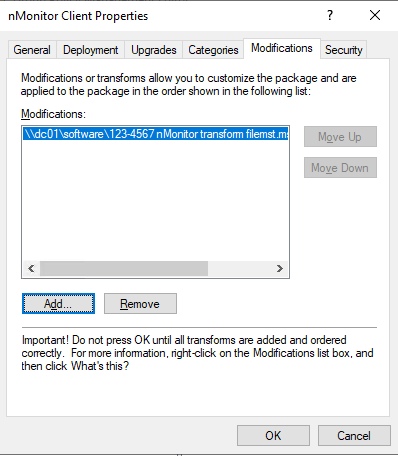 nMonitor Client Properties
General Deployment Upgrades Categories Modifications Security
Modifications or transforms allow you to customize the package and are
applied to the package in the order shown in the following list:
Modifications:
\\dc01\software\123-4567 nMonitor transform filemst.ms
Move Up
Move Down
Add...
Remove
Important! Do not press OK until all transforms are added and ordered
correctly. For more information, right-click on the Modifications list box, and
then click What's this?
OK
Cancel